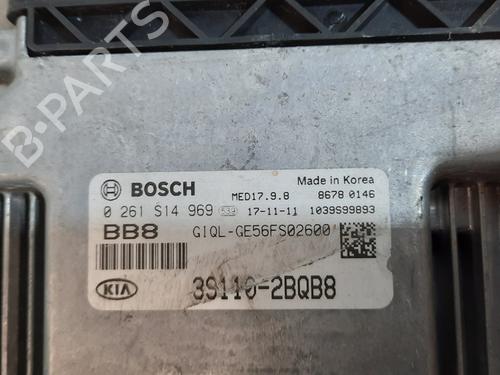 BOSCH MED17.9.8 Made in Korea
8678 0146
0 261 S14 969 539 17-11-11 1039S99893
BB8 GIQL-GE56FS02600
KIA 39110-2BQB8
B-PARTS